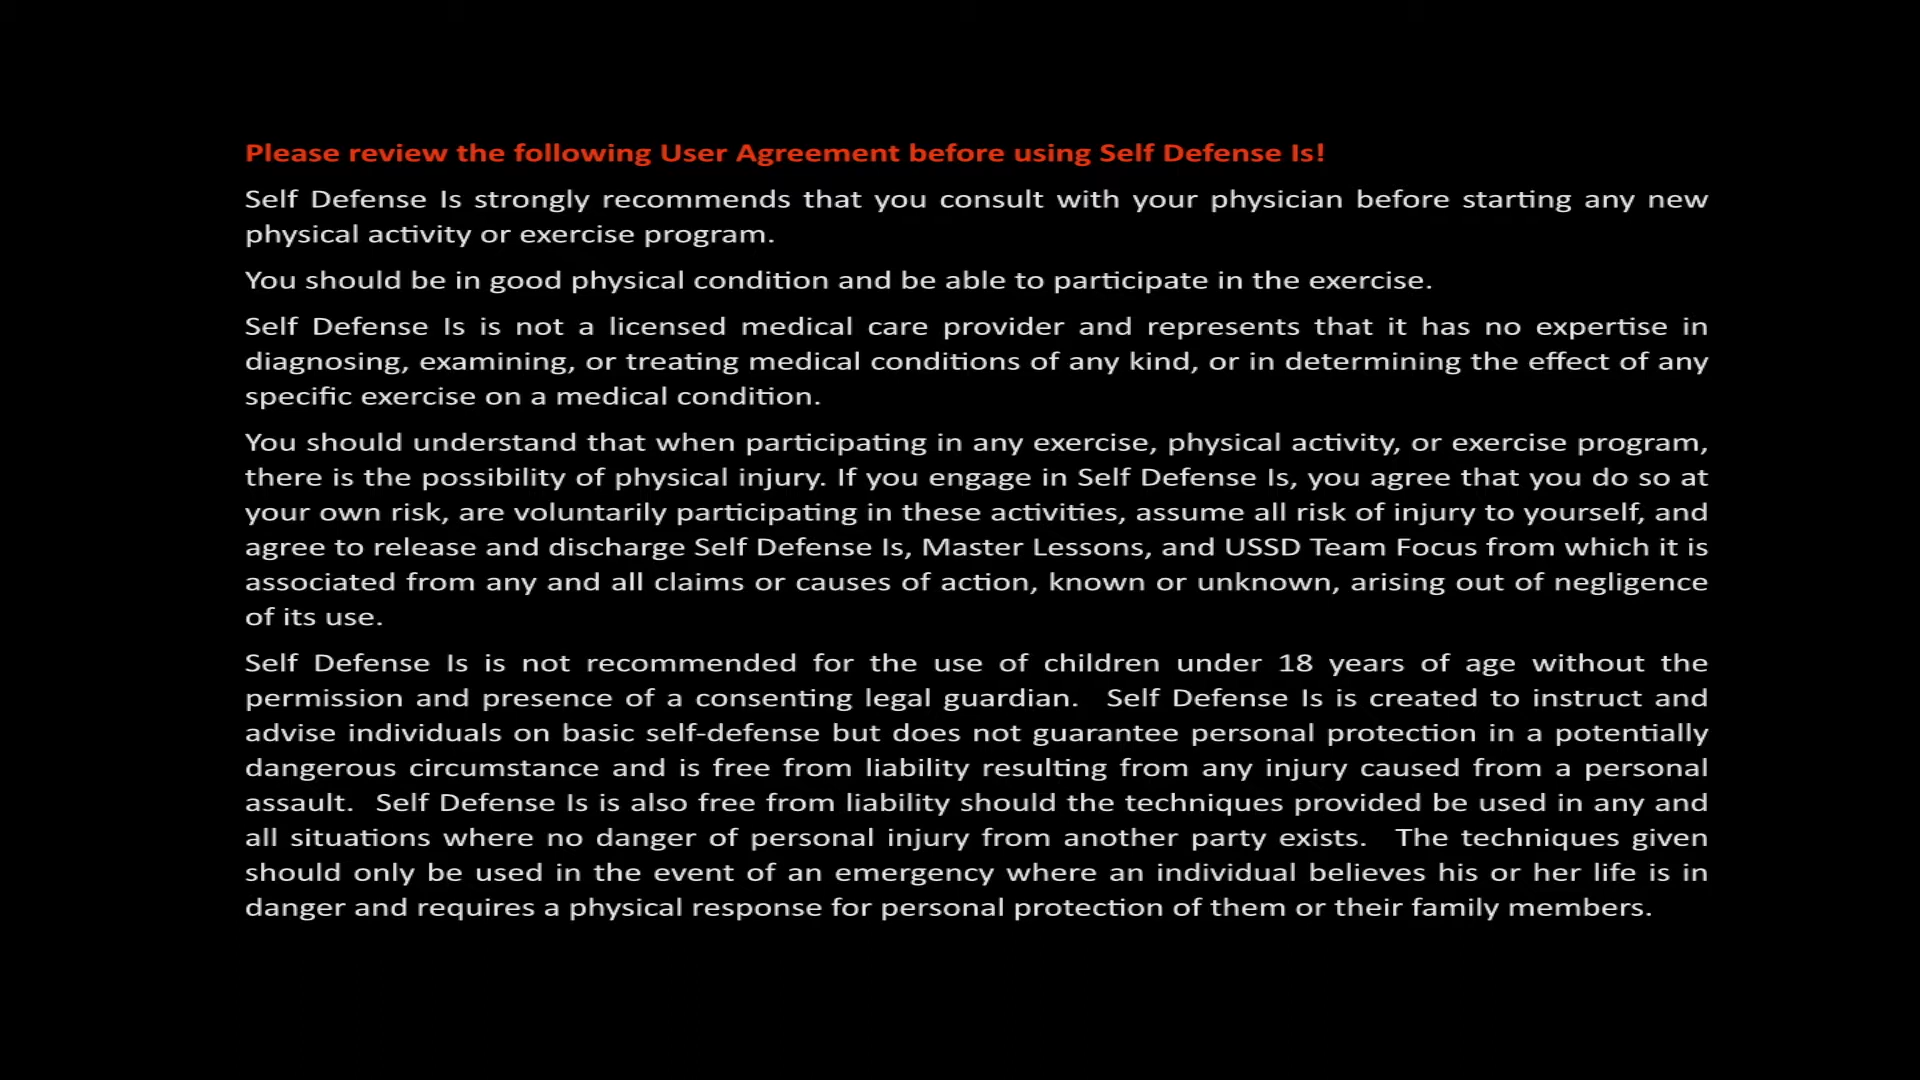 Please review the following User Agreement before using Self Defense Is!
Self Defense Is strongly recommends that you consult with your physician before starting any new
physical activity or exercise program.
You should be in good physical condition and be able to participate in the exercise.
Self Defense Is is not a licensed medical care provider and represents that it has no expertise in
diagnosing, examining, or treating medical conditions of any kind, or in determining the effect of any
specific exercise on a medical condition.
You should understand that when participating in any exercise, physical activity, or exercise program,
there is the possibility of physical injury. If you engage in Self Defense Is, you agree that you do so at
your own risk, are voluntarily participating in these activities, assume all risk of injury to yourself, and
agree to release and discharge Self Defense Is, Master Lessons, and USSD Team Focus from which it is
associated from any and all claims or causes of action, known or unknown, arising out of negligence
of its use.
Self Defense Is is not recommended for the use of children under 18 years of age without the
permission and presence of a consenting legal guardian.  Self Defense Is is created to instruct and
advise individuals on basic self-defense but does not guarantee personal protection in a potentially
dangerous circumstance and is free from liability resulting from any injury caused from a personal
assault.  Self Defense Is is also free from liability should the techniques provided be used in any and
all situations where no danger of personal injury from another party exists.  The techniques given
should only be used in the event of an emergency where an individual believes his or her life is in
danger and requires a physical response for personal protection of them or their family members.